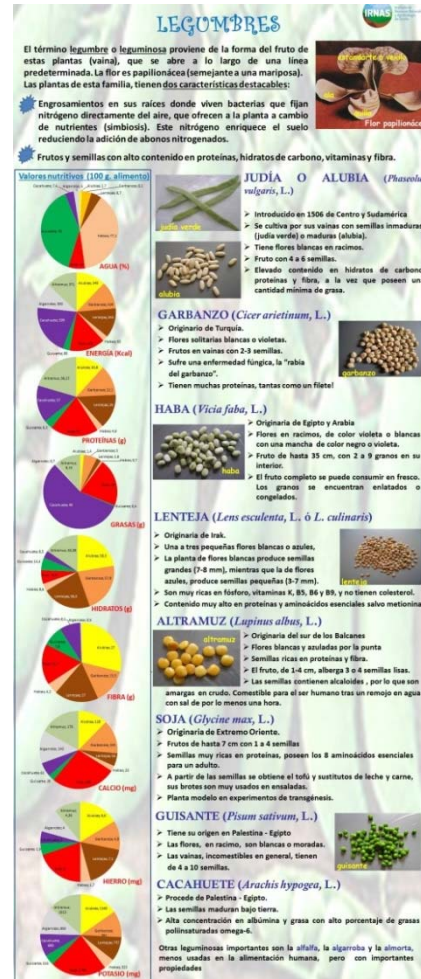 LEGUMBRES
IRNAS
El término legumbre o leguminosa proviene de la forma del fruto de
estas plantas (vaina), que se abre a lo largo de una línea
predeterminada. La flor es papilionácea (semejante a una mariposa).
Las plantas de esta familia, tienen dos características destacables:
Engrosamientos en sus raíces donde viven bacterias que fijan
nitrógeno directamente del aire, que ofrecen a la planta a cambio
de nutrientes (simbiosis). Este nitrógeno enriquece el suelo
reduciendo la adición de abonos nitrogenados.
Frutos y semillas con alto contenido en proteínas, hidratos de carbono, vitaminas y fibra.
estandarte o vexilo
ala
Flor papilionácea
Valores nutritivos (100 g. alimento)
AGUA (%)
ENERGÍA (Kcal)
PROTEÍNAS (g)
GRASAS (g)
HIDRATOS (g)
FIBRA (g)
CALCIO (mg)
HIERRO (mg)
POTASIO (mg)
JUDÍA O ALUBIA (Phaseolus
vulgaris, L.)
judía verde
alubia
Introducido en 1506 de Centro y Sudamérica
Se cultiva por sus vainas con semillas inmaduras
(judía verde) o maduras (alubia).
Tiene flores blancas en racimos.
Fruto con 4 a 6 semillas.
Elevado contenido en hidratos de carbono,
proteínas y fibra, a la vez que poseen una
cantidad mínima de grasa.
GARBANZO (Cicer arietinum, L.)
Originario de Turquía.
Flores solitarias blancas o violetas.
Frutos en vainas con 2-3 semillas.
Sufre una enfermedad fúngica, la "rabia
del garbanzo".
Tienen muchas proteínas, tantas como un filete!
garbanzo
HABA (Vicia faba, L.)
haba
Originaria de Egipto y Arabia
Flores en racimos, de color violeta o blancas
con una mancha de color negro o violeta.
Fruto de hasta 35 cm, con 2 a 9 granos en su
interior.
El fruto completo se puede consumir en fresco.
Los granos se encuentran enlatados o
congelados.
LENTEJA (Lens esculenta, L. ó L. culinaris)
Originaria de Irak.
Una a tres pequeñas flores blancas o azules,
La planta de flores blancas produce semillas
grandes (7-8 mm), mientras que la de flores
azules, produce semillas pequeñas (3-7 mm).
Son muy ricas en fósforo, vitaminas K, B5, B6 y B9, y no tienen colesterol.
Contenido muy alto en proteínas y aminoácidos esenciales salvo metionina
lenteja
ALTRAMUZ (Lupinus albus, L.)
altramuz
Originaria del sur de los Balcanes
Flores blancas y azuladas por la punta
Semillas ricas en proteínas y fibra.
El fruto, de 1-4 cm, alberga 3 o 4 semillas lisas.
Las semillas contienen alcaloides, por lo que son
amargas en crudo. Comestible para el ser humano tras un remojo en agua
con sal de por lo menos una hora.
SOJA (Glycine max, L.)
Originaria de Extremo Oriente.
Frutos de hasta 7 cm con 1 a 4 semillas
Semillas muy ricas en proteínas, poseen los 8 aminoácidos esenciales
para un adulto.
A partir de las semillas se obtiene el tofú y sustitutos de leche y carne,
sus brotes son muy usados en ensaladas.
Planta modelo en experimentos de transgénesis.
GUISANTE (Pisum sativum, L.)
Tiene su origen en Palestina - Egipto
Las flores, en racimo, son blancas o moradas.
Las vainas, incomestibles en general, tienen
de 4 a 10 semillas.
guisante
CACAHUETE (Arachis hypogea, L.)
Procede de Palestina - Egipto.
Las semillas maduran bajo tierra.
Alta concentración en albúmina y grasa con alto porcentaje de grasas
poliinsaturadas omega-6.
Otras leguminosas importantes son la alfalfa, la algarroba y la almorta,
menos usadas en la alimentación humana, pero con importantes
propiedades